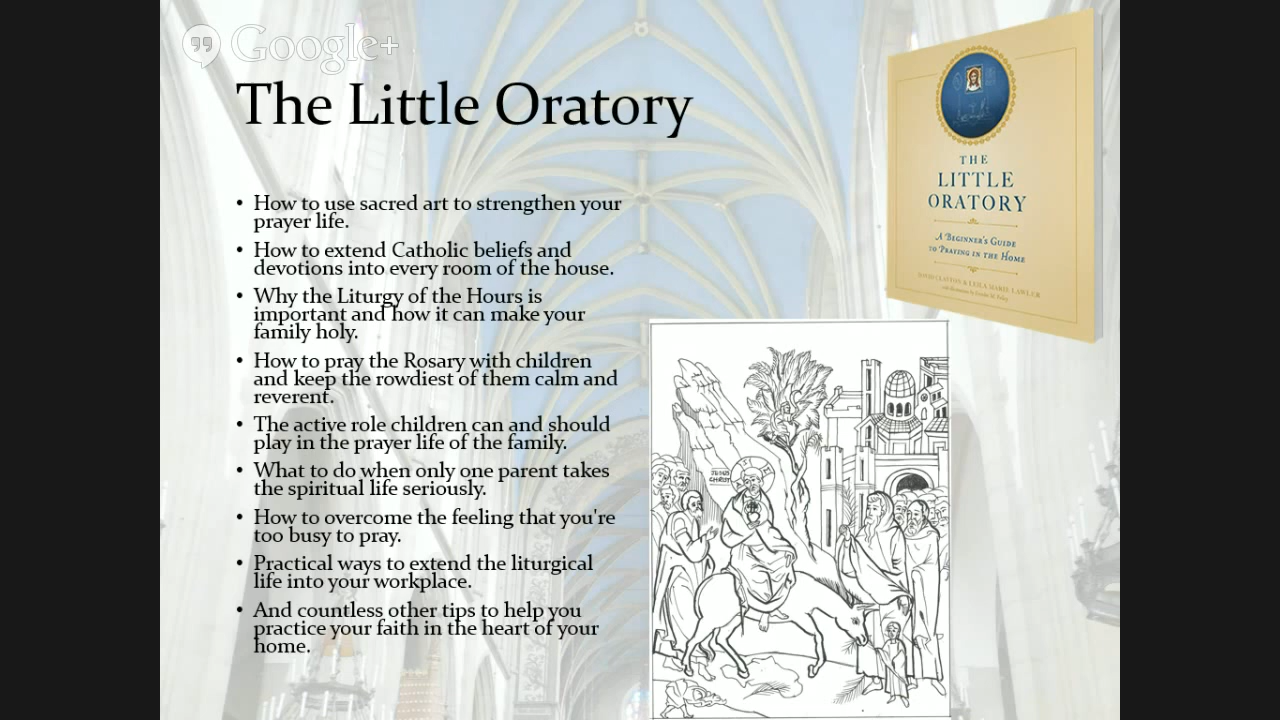 Google+
The Little Oratory
• How to use sacred art to strengthen your
prayer life.
• How to extend Catholic beliefs and
devotions into every room of the house.
• Why the Liturgy of the Hours is
important and how it can make your
family holy.
• How to pray the Rosary with children
and keep the rowdiest of them calm and
reverent.
• The active role children can and should
play in the prayer life of the family.
• What to do when only one parent takes
the spiritual life seriously.
• How to overcome the feeling that you're
too busy to pray.
• Practical ways to extend the liturgical
life into your workplace.
• And countless other tips to help you
practice your faith in the heart of your
home.
THE
LITTLE
ORATORY
A Beginner's Guide
to Praying in the Home
DAVID CLAYTON & LEILA MARIE LAWLER
JESUS
CHRIST